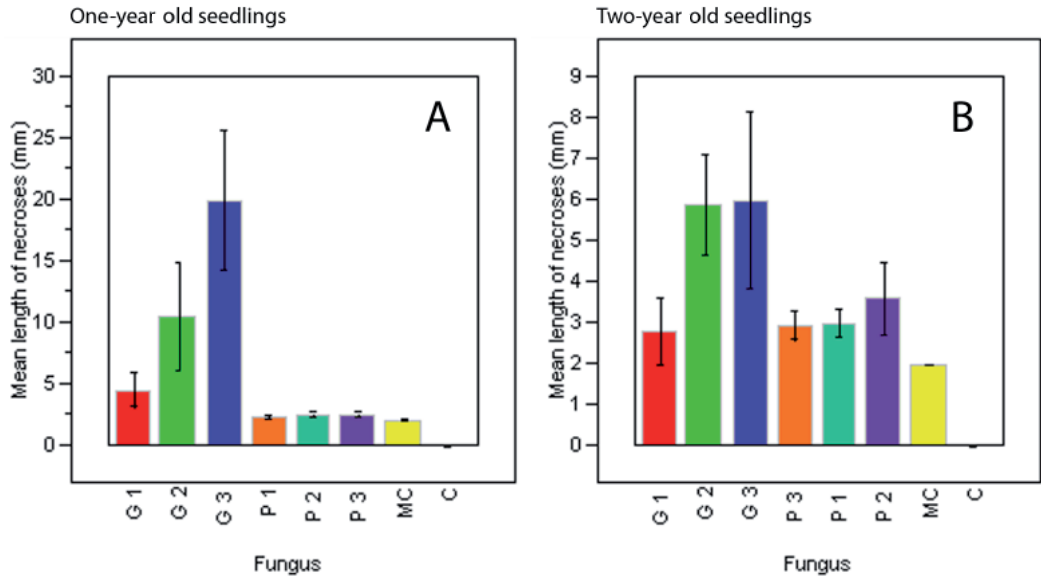 One-year old seedlings
A
Mean length of necroses (mm)
30
25
20
15
10
5
0
G 1
G 2
G 3
P 1
P 2
P 3
MC
C
Fungus
Two-year old seedlings
B
Mean length of necroses (mm)
9
8
7
6
5
4
3
2
1
0
G 1
G 2
G 3
P 3
P 1
P 2
MC
C
Fungus